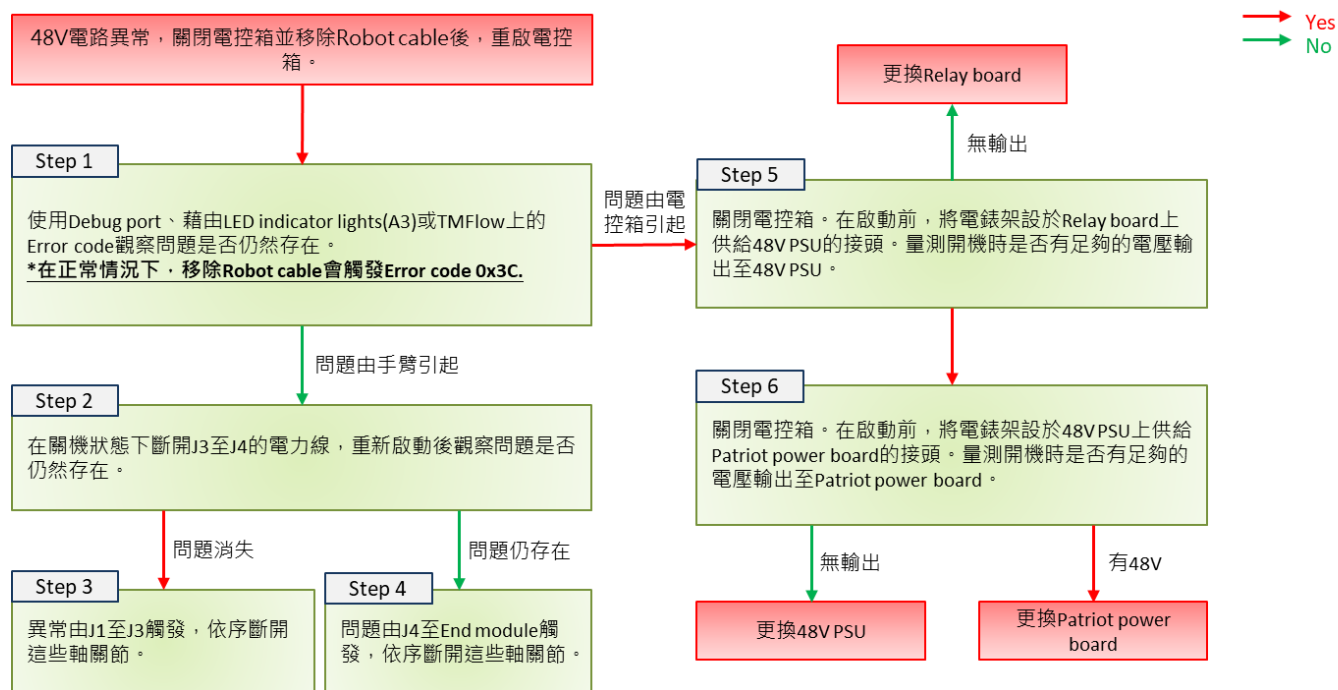 48V電路異常，關閉電控箱並移除Robot cable後，重啟電控
箱。
Yes
No
更換Relay board
無輸出
Step 1
使用Debug port、藉由LED indicator lights(A3)或TMFlow上的
Error code觀察問題是否仍然存在。
*在正常情況下，移除Robot cable會觸發Error code 0x3C.
問題由電
控箱引起
Step 5
關閉電控箱。在啟動前，將電錶架設於Relay board上
供給48V PSU的接頭。量測開機時是否有足夠的電壓輸
出至48V PSU。
問題由手臂引起
Step 2
在關機狀態下斷開J3至J4的電力線，重新啟動後觀察問題是否
仍然存在。
Step 6
關閉電控箱。在啟動前，將電錶架設於48V PSU上供給
Patriot power board的接頭。量測開機時是否有足夠的
電壓輸出至Patriot power board。
問題消失
問題仍存在
無輸出
有48V
Step 3
異常由J1至J3觸發，依序斷開
這些軸關節。
Step 4
問題由J4至End module觸
發，依序斷開這些軸關節。
更換48V PSU
更換Patriot power
board